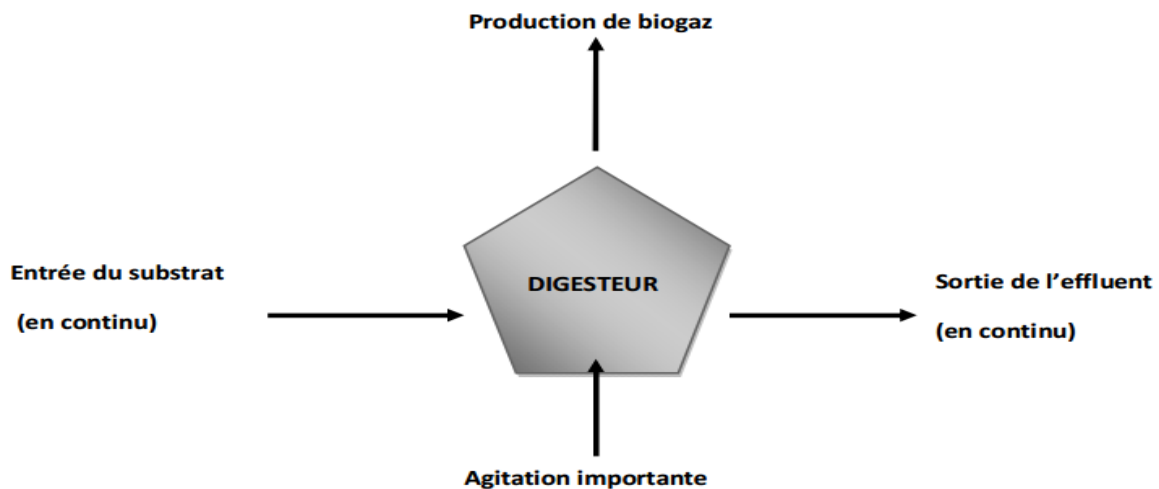 Production de biogaz
Entrée du substrat
(en continu)
DIGESTEUR
Sortie de l’effluent
(en continu)
Agitation importante